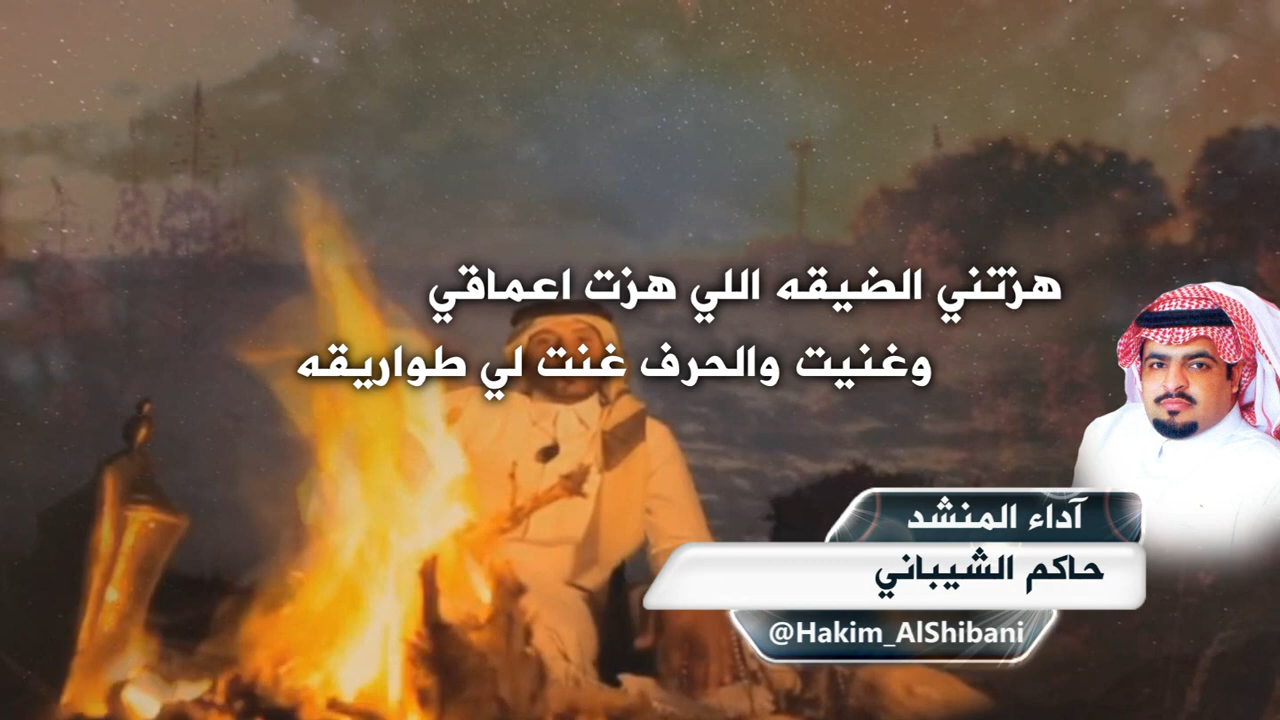 هزتني الضيقه اللي هزت اعماقي
وغنيت والحرف غنت لي طواريقه
آداء المنشد
حاكم الشيباني
@Hakim_AlShibani